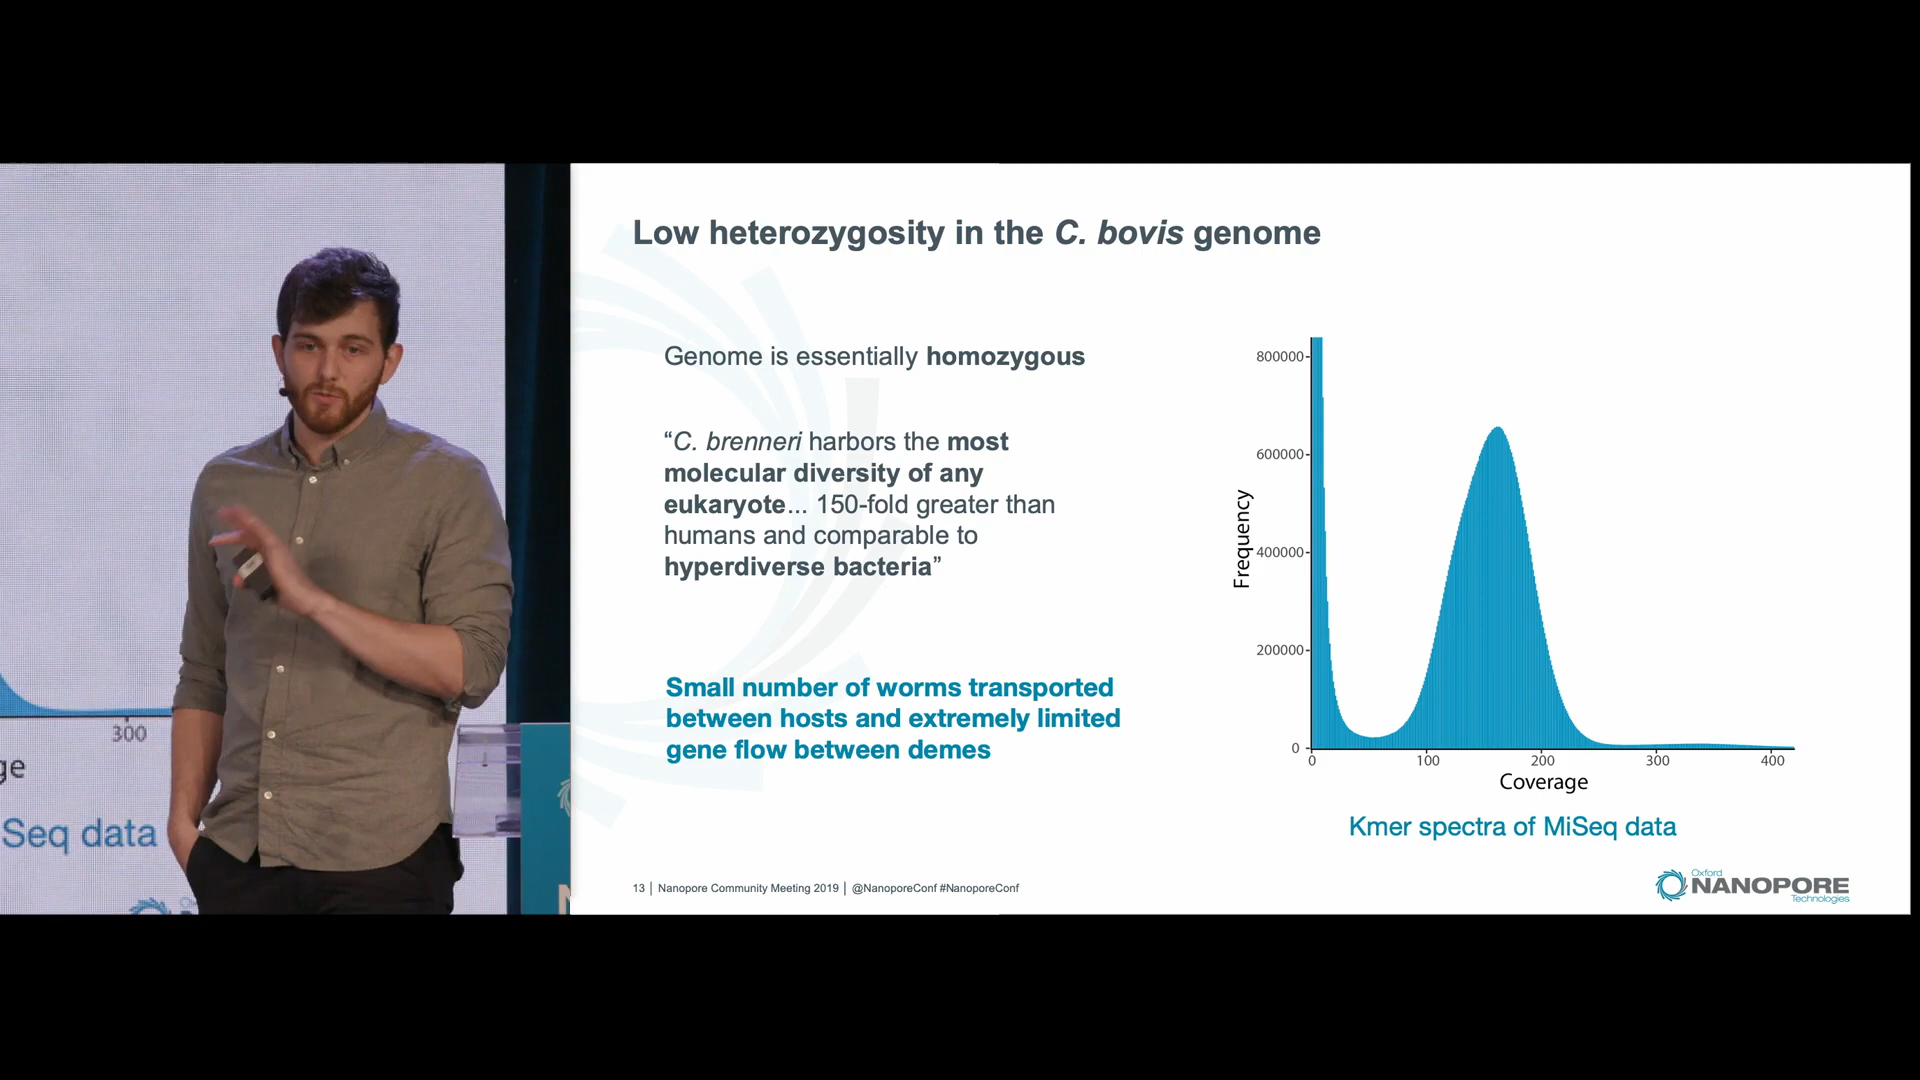 Low heterozygosity in the C. bovis genome
Genome is essentially homozygous
“C. brenneri harbors the most
molecular diversity of any
eukaryote... 150-fold greater than
humans and comparable to
hyperdiverse bacteria”
Small number of worms transported
between hosts and extremely limited
gene flow between demes
800000
600000
400000
200000
0
Frequency
0 100 200 300 400
Coverage
Kmer spectra of MiSeq data
13 | Nanopore Community Meeting 2019 | @NanoporeConf #NanoporeConf
Oxford
NANOPORE
Technologies
300
ge
Seq data
N